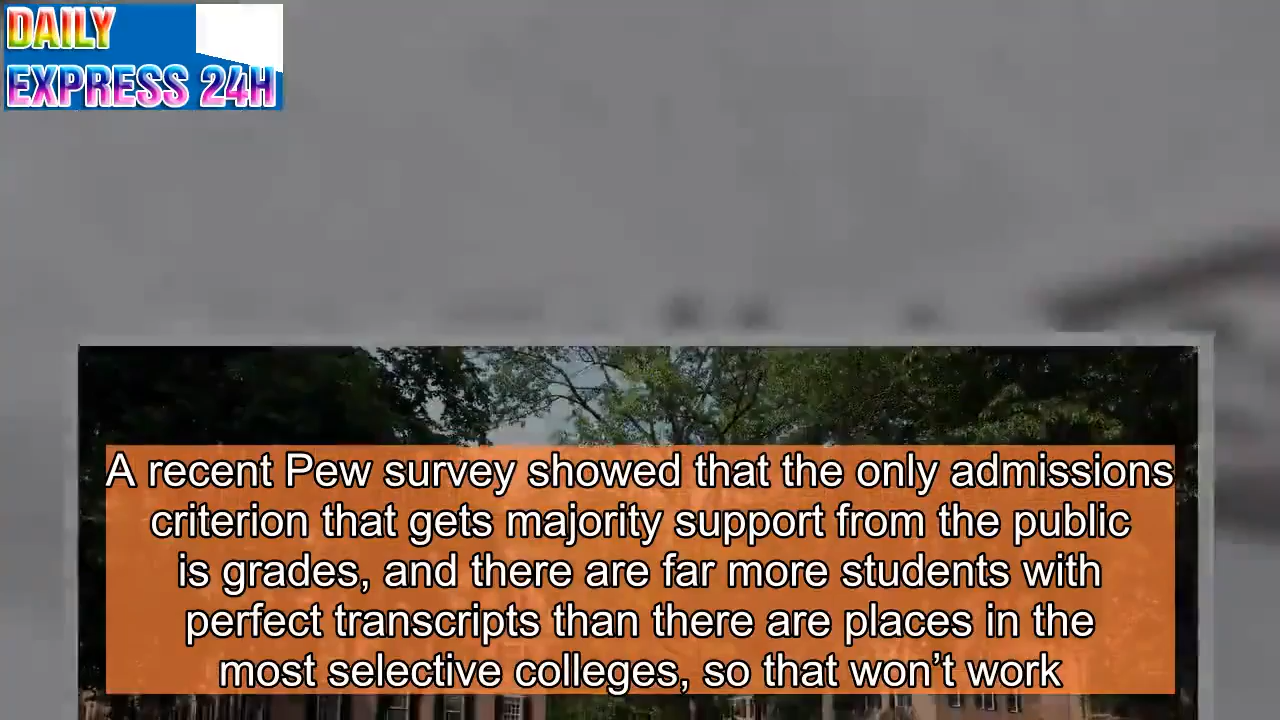 DAILY
EXPRESS 24H
A recent Pew survey showed that the only admissions
criterion that gets majority support from the public
is grades, and there are far more students with
perfect transcripts than there are places in the
most selective colleges, so that won’t work